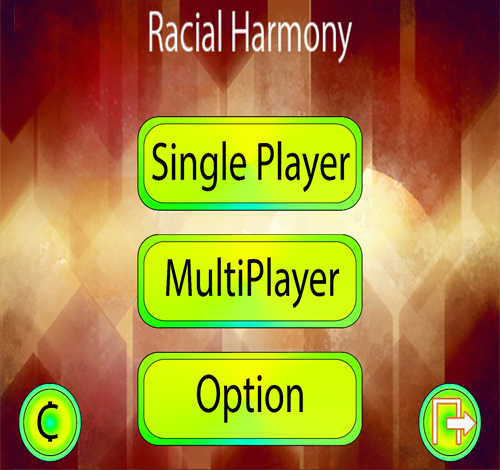 Racial Harmony
Single Player
MultiPlayer
Option
₵